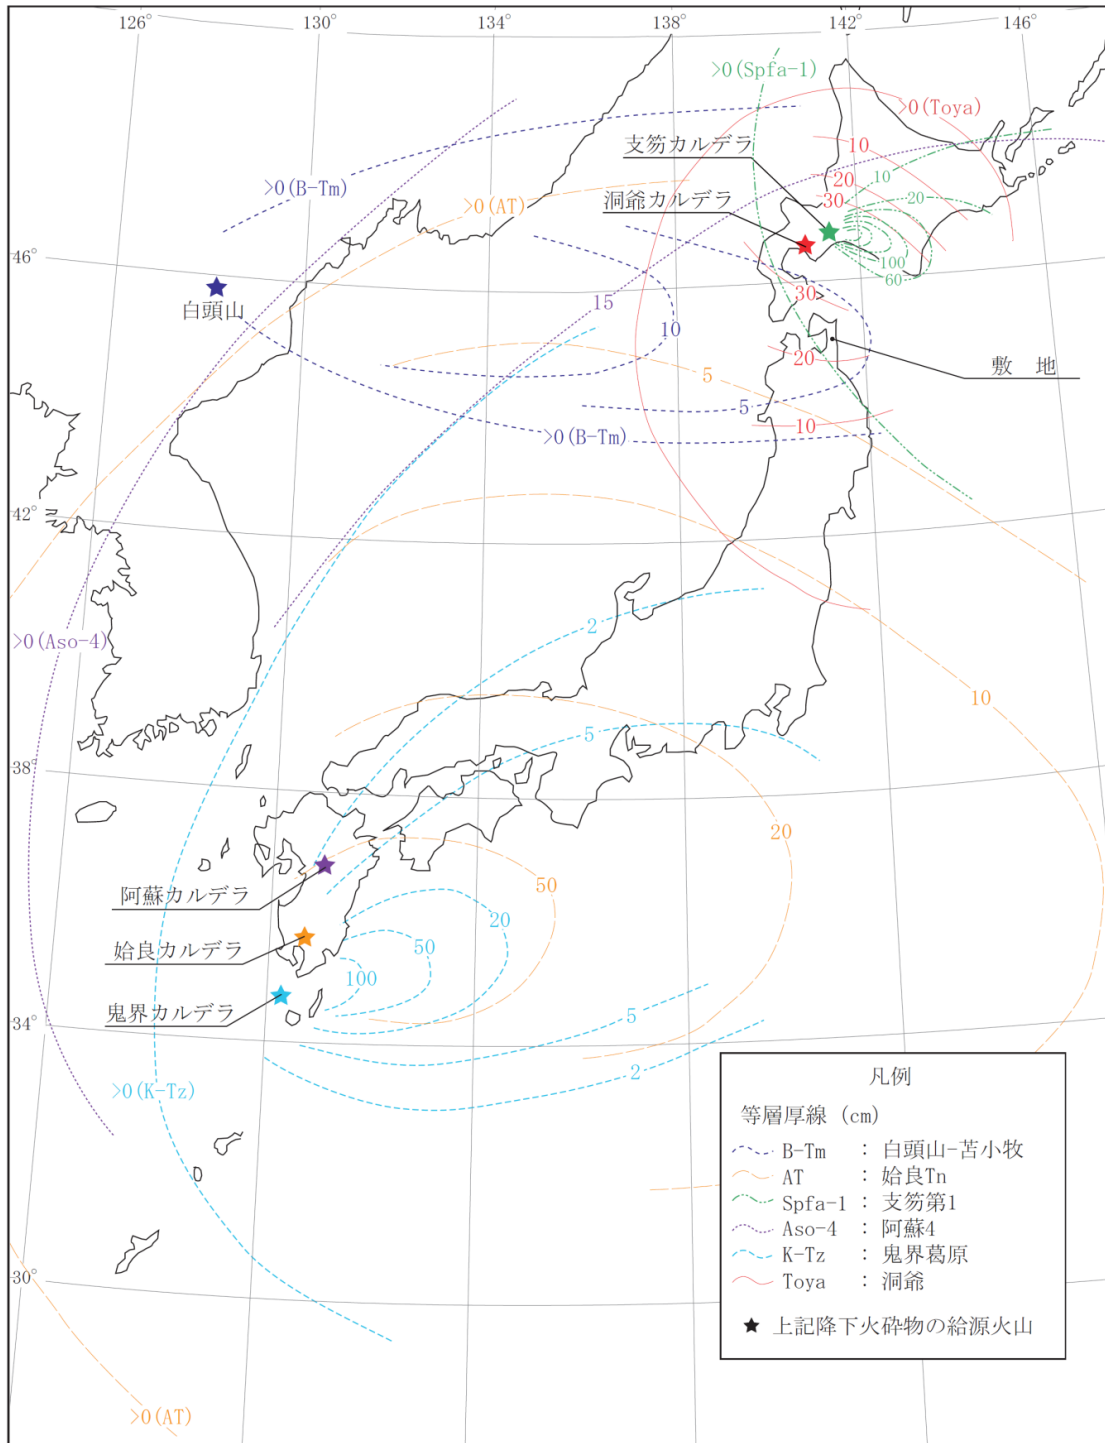 126° 130° 134° 138° 142° 146°
>0(Spfa-1)
>0(Toya)
支笏カルデラ
10
20
10
>0(B-Tm)
洞爺カルデラ
30
20
>0(AT)
100
60
46°
白頭山
15
30
10
20
敷 地
5
5
10
>0(B-Tm)
42°
2
>0(Aso-4)
10
5
38°
20
50
阿蘇カルデラ
20
50
始良カルデラ
100
鬼界カルデラ
5
34°
2
>0(K-Tz)
30°
>0(AT)
凡例
等層厚線 (cm)
B-Tm : 白頭山-苫小牧
AT : 姶良Tn
Spfa-1 : 支笏第1
Aso-4 : 阿蘇4
K-Tz : 鬼界葛原
Toya : 洞爺
★ 上記降下火砕物の給源火山